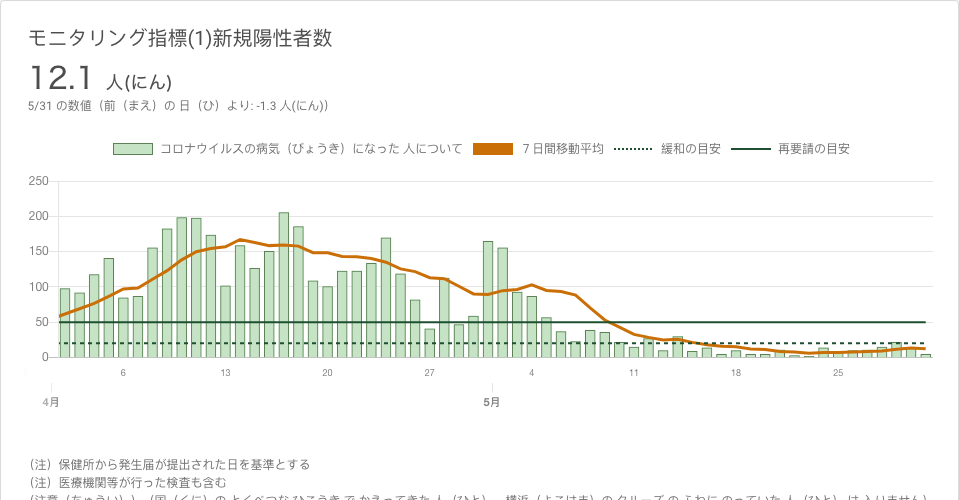 モニタリング指標(1)新規陽性者数
12.1 人(にん)
5/31 の数値（前（まえ）の 日（ひ）より: -1.3 人(にん)）
コロナウイルスの病気（びょうき）になった 人について 7 日間移動平均 緩和の目安 再要請の目安
250
200
150
100
50
0
6 13 20 27 4 11 18 25
4月 5月
（注）保健所から発生届が提出された日を基準とする
（注）医療機関等が行った検査も含む